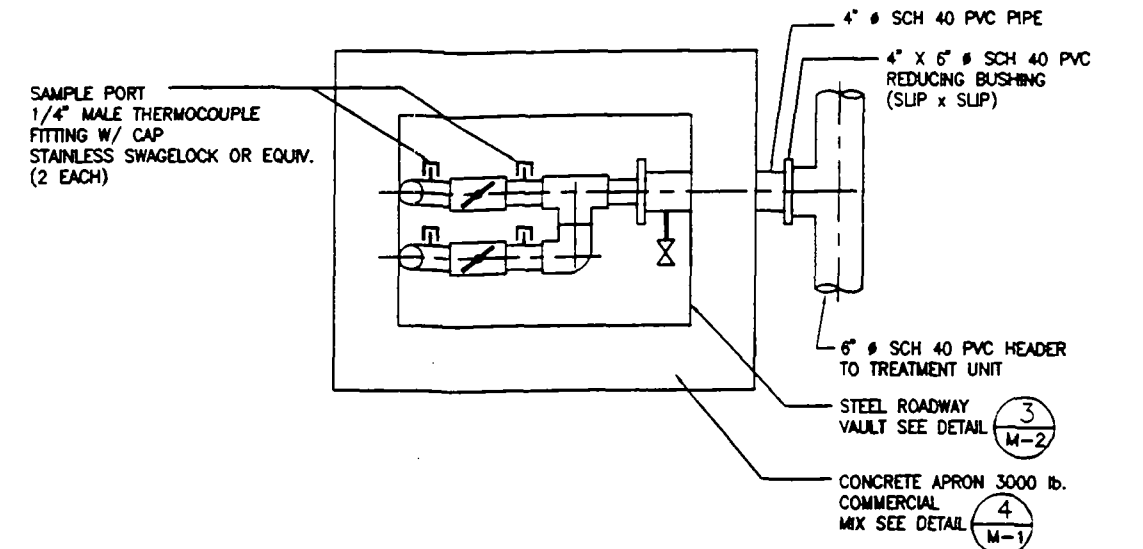 4" ø SCH 40 PVC PIPE
4" X 6" ø SCH 40 PVC
REDUCING BUSHING
(SLIP x SLIP)
SAMPLE PORT
1/4" MALE THERMOCOUPLE
FITTING W/ CAP
STAINLESS SWAGELOCK OR EQUIV.
(2 EACH)
6" ø SCH 40 PVC HEADER
TO TREATMENT UNIT
STEEL ROADWAY
VAULT SEE DETAIL
3
M-2
CONCRETE APRON 3000 lb.
COMMERCIAL
MIX SEE DETAIL
4
M-1